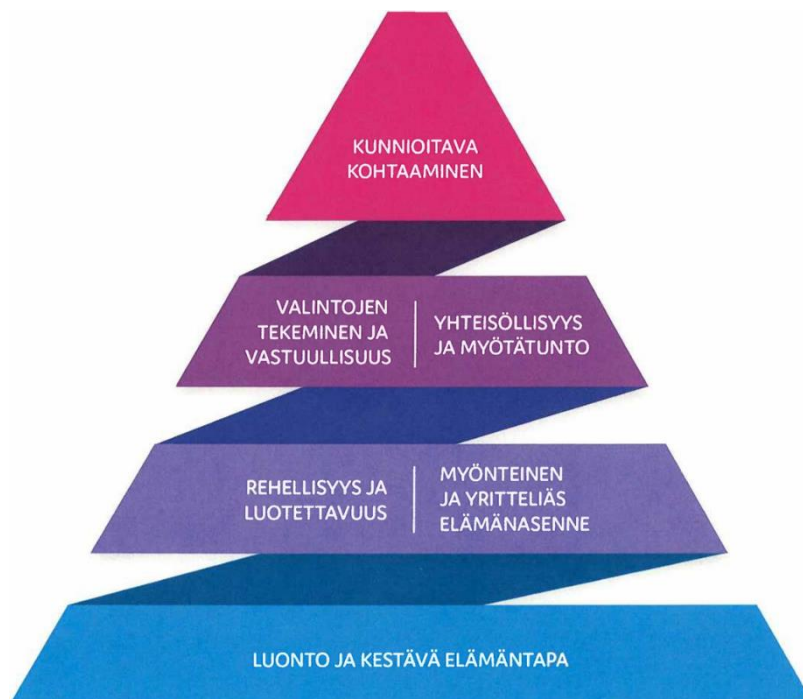 KUNNIOITAVA
KOHTAAMINEN
VALINTOJEN
TEKEMINEN JA
VASTUULLISUUS
YHTEISÖLLISYYS
JA MYÖTÄTUNTO
REHELLISYYS JA
LUOTETTAVUUS
MYÖNTEINEN
JA YRITTELIÄS
ELÄMÄNASENNE
LUONTO JA KESTÄVÄ ELÄMÄNTAPA